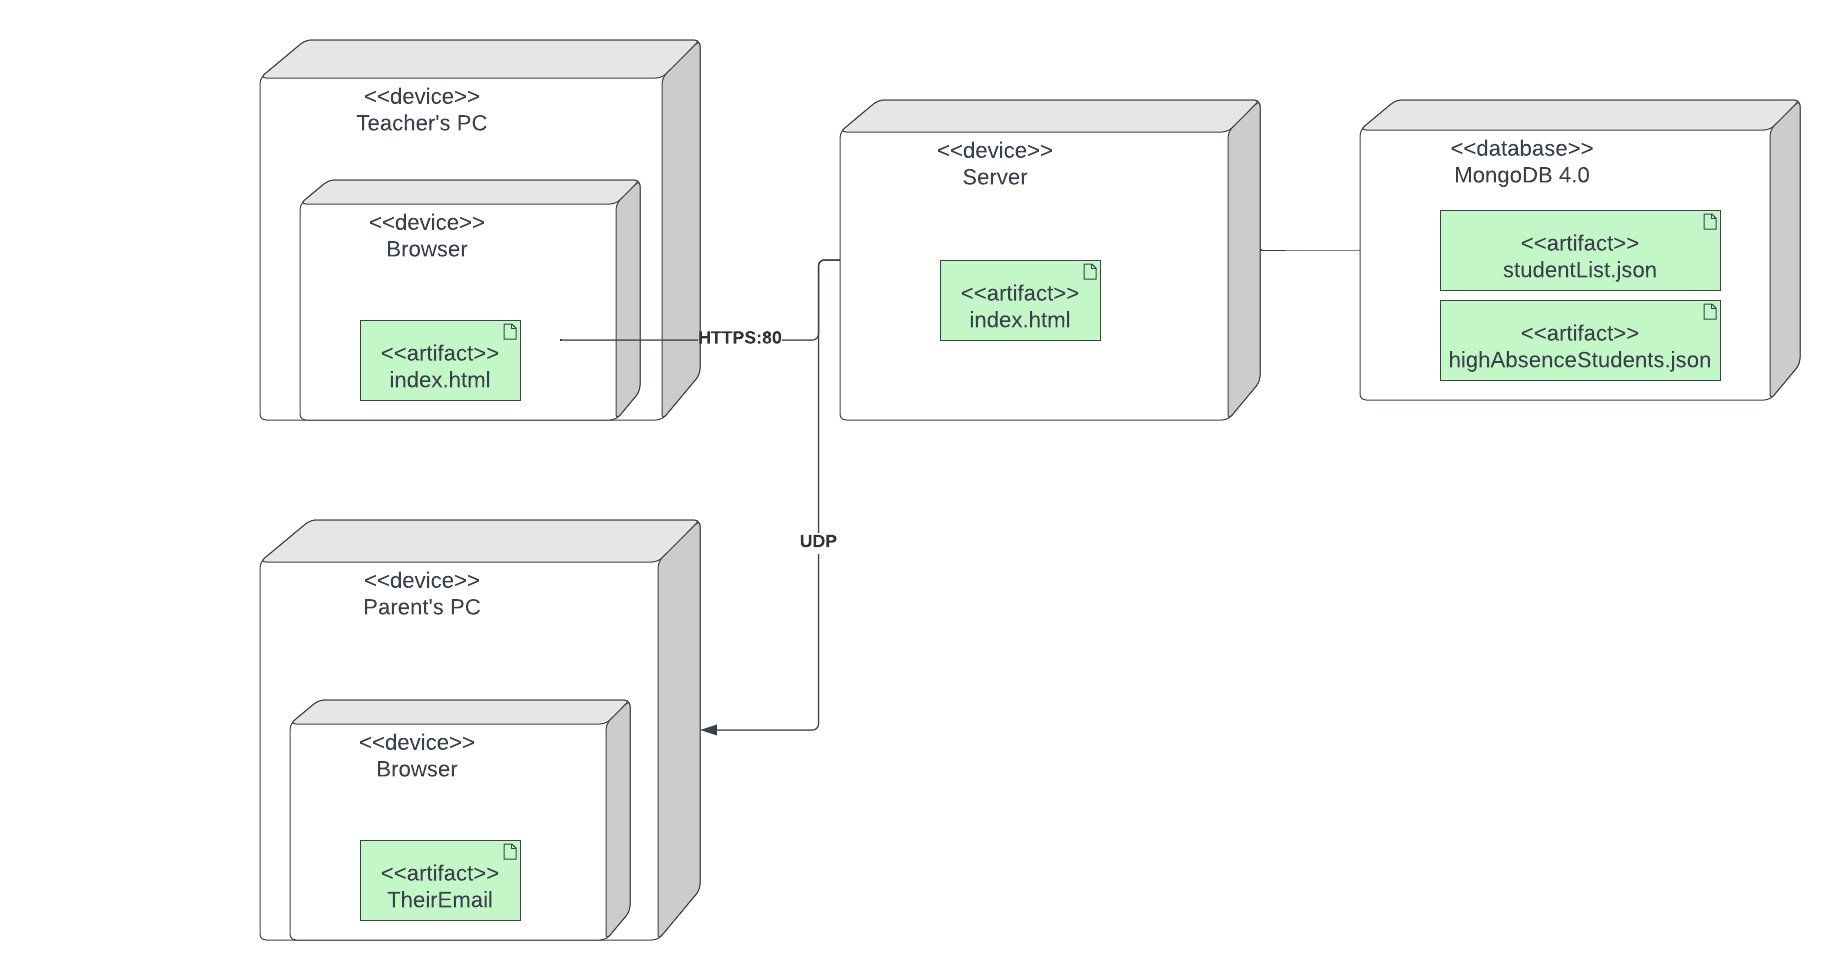 <<device>>
Teacher's PC
<<device>>
Browser
<<artifact>>
index.html
HTTPS:80
<<device>>
Server
<<artifact>>
index.html
<<database>>
MongoDB 4.0
<<artifact>>
studentList.json
<<artifact>>
highAbsenceStudents.json
UDP
<<device>>
Parent's PC
<<device>>
Browser
<<artifact>>
TheirEmail